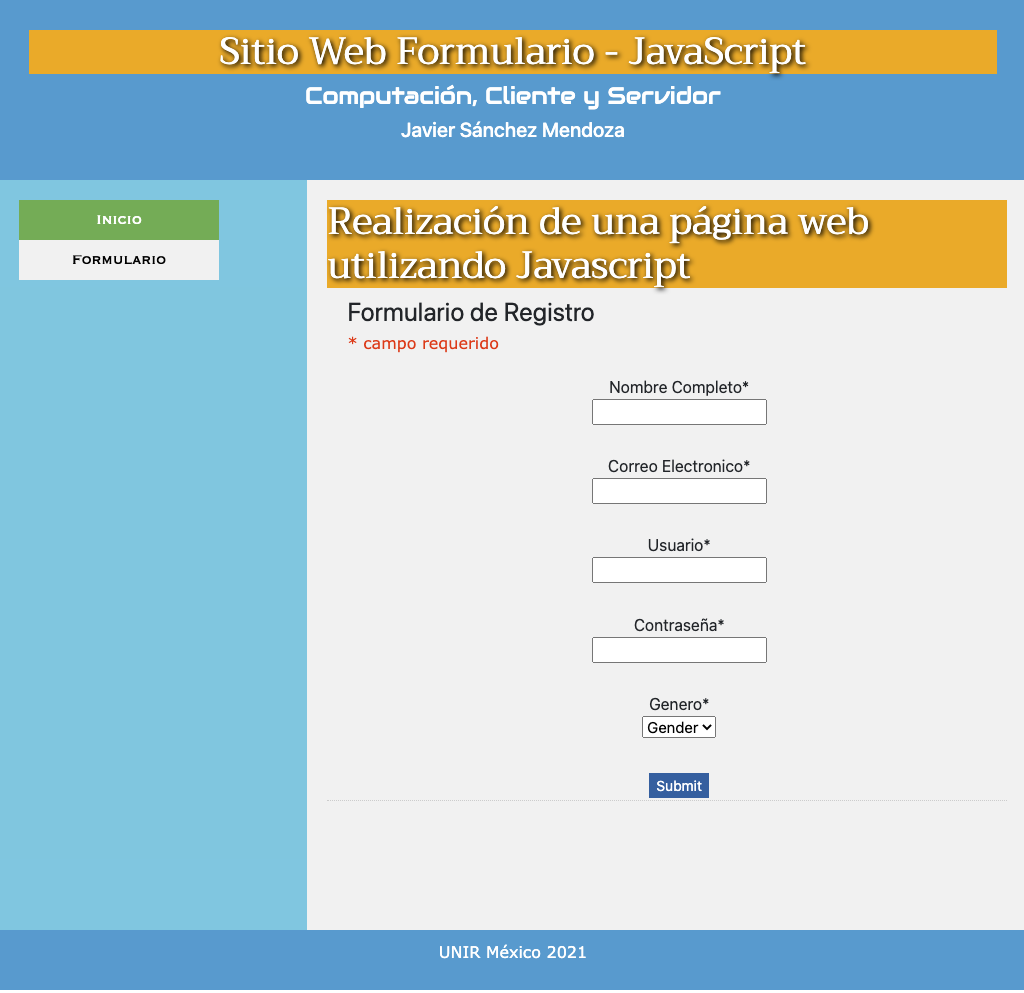 Sitio Web Formulario - JavaScript
Computación, Cliente y Servidor
Javier Sánchez Mendoza
Inicio
Formulario
Realización de una página web
utilizando Javascript
Formulario de Registro
* campo requerido
Nombre Completo*
Correo Electronico*
Usuario*
Contraseña*
Genero*
Gender
Submit
UNIR México 2021